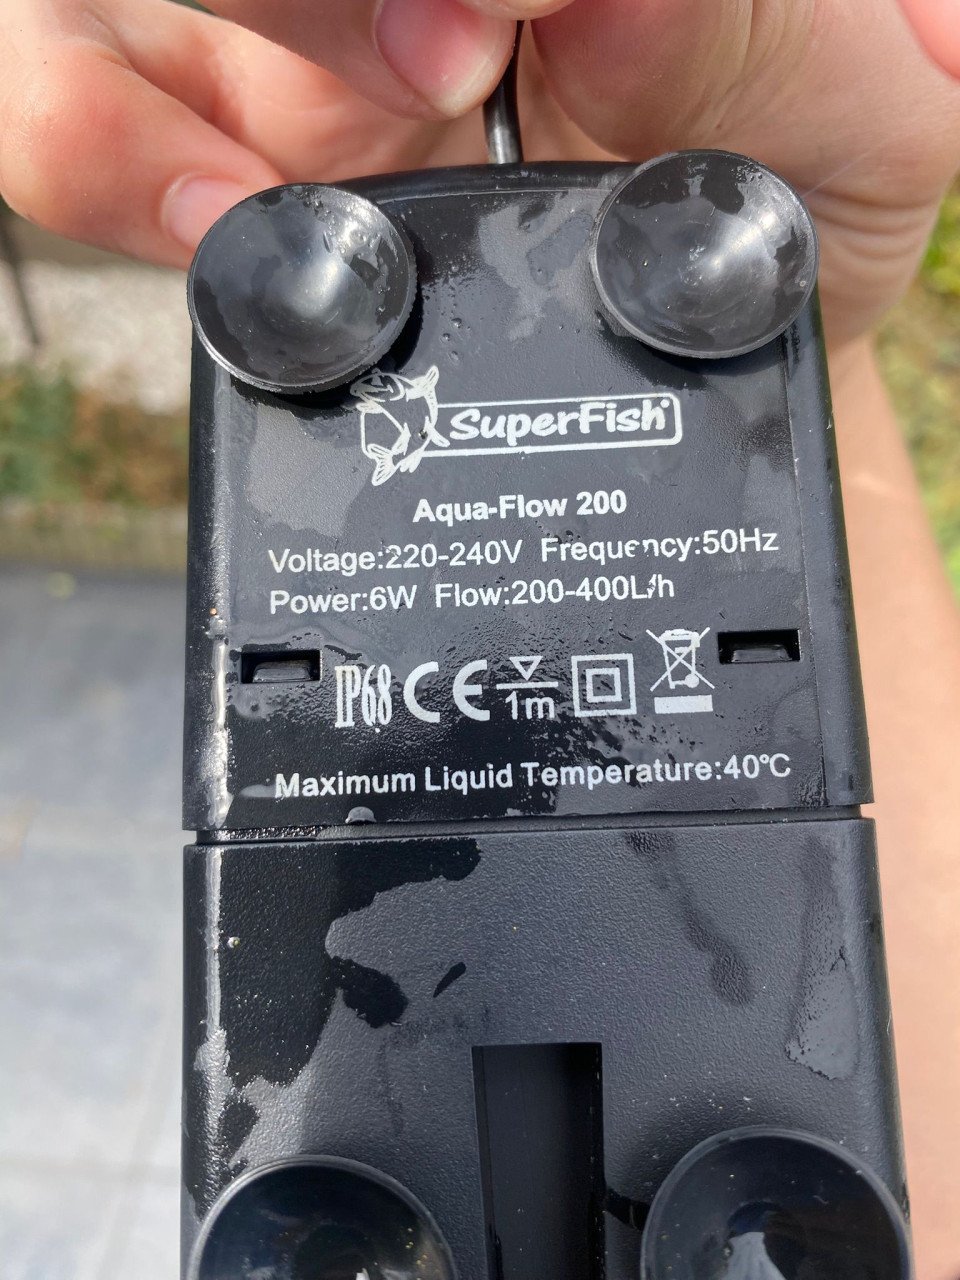 SuperFish®
Aqua-Flow 200
Voltage:220-240V Frequency:50Hz
Power:6W Flow:200-400L/h
IP68 CE 1m
Maximum Liquid Temperature:40℃